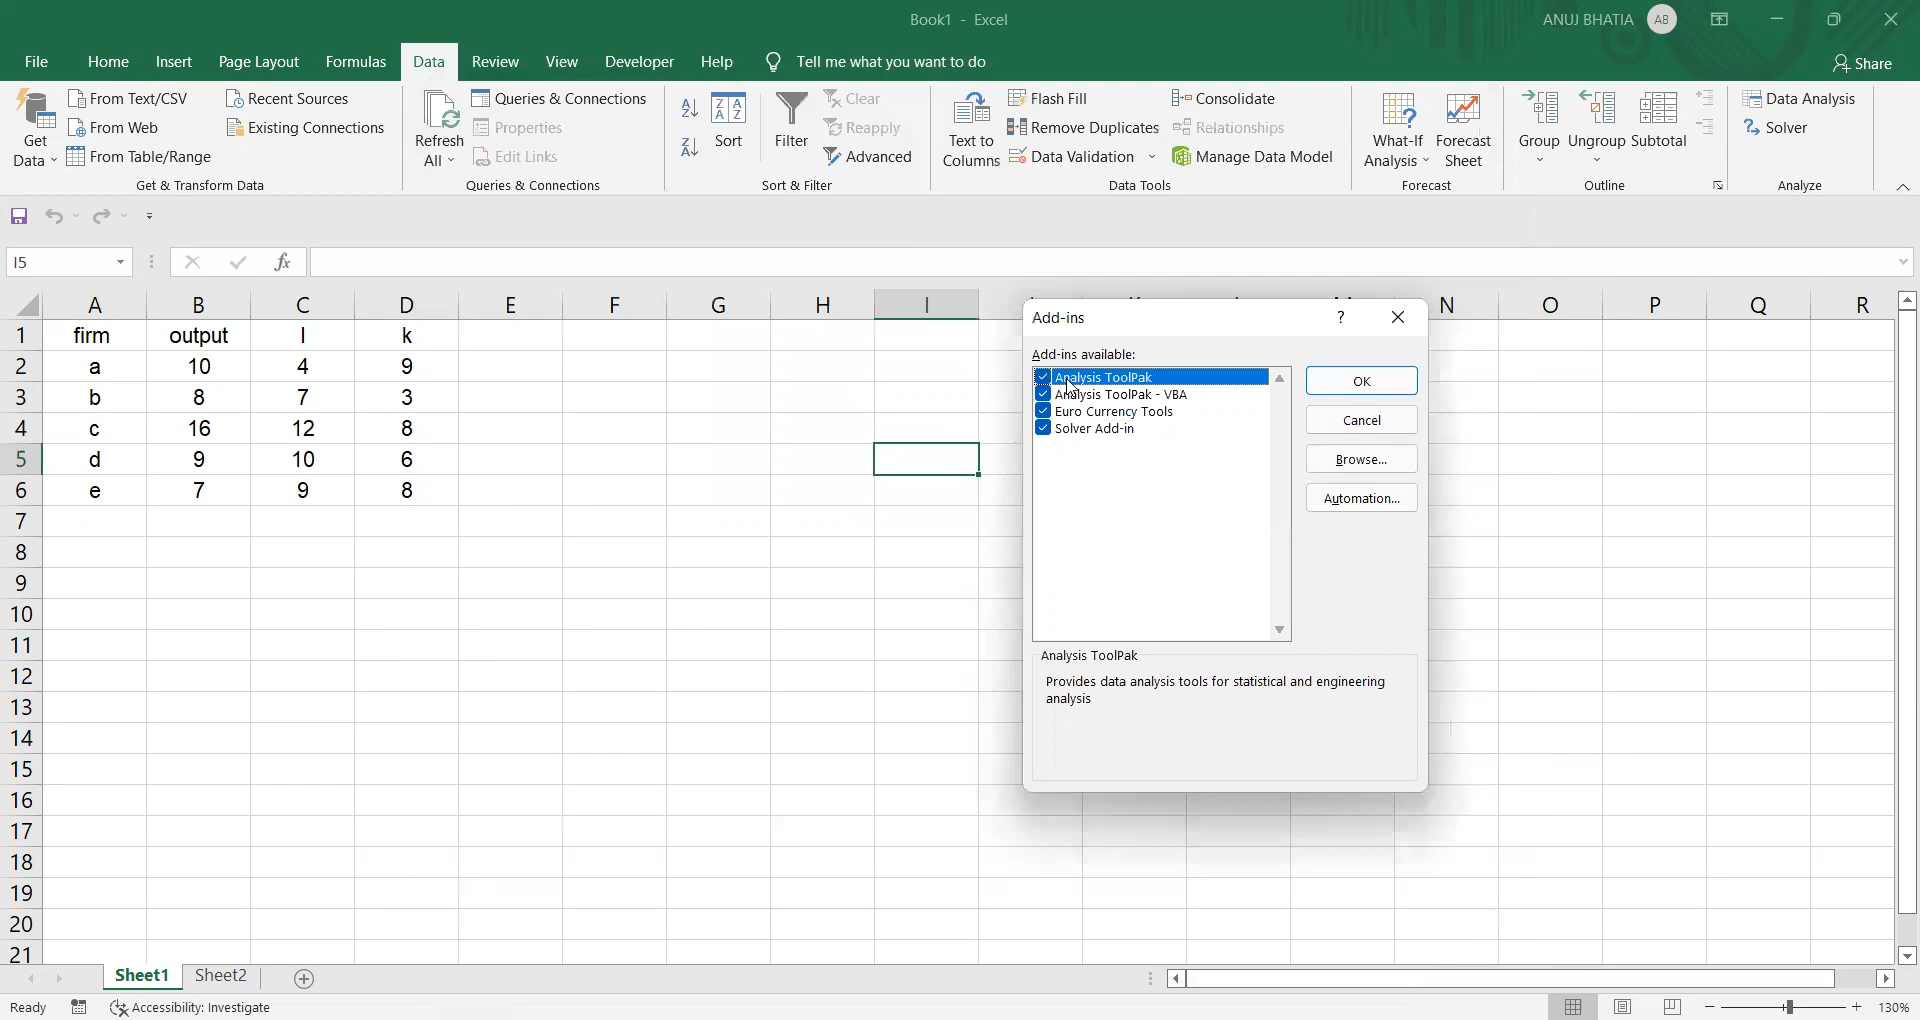 Book1 - Excel
ANUJ BHATIA AB
File Home Insert Page Layout Formulas Data Review View Developer Help Tell me what you want to do Share
From Text/CSV
From Web
From Table/Range
Recent Sources
Existing Connections
Get
Data
Get & Transform Data
Refresh
All
Queries & Connections
Properties
Edit Links
Queries & Connections
Sort
Filter
Clear
Reapply
Advanced
Sort & Filter
Text to
Columns
Flash Fill
Remove Duplicates
Data Validation
Consolidate
Relationships
Manage Data Model
Data Tools
What-If
Analysis
Forecast
Sheet
Forecast
Group
Ungroup
Subtotal
Outline
Data Analysis
Solver
Analyze
I5
fx
A B C D E F G H I N O P Q R
1 firm output l k
2 a 10 4 9
3 b 8 7 3
4 c 16 12 8
5 d 9 10 6
6 e 7 9 8
7
8
9
10
11
12
13
14
15
16
17
18
19
20
21
Add-ins ?
Add-ins available:
Analysis ToolPak
Analysis ToolPak - VBA
Euro Currency Tools
Solver Add-in
OK
Cancel
Browse...
Automation...
Analysis ToolPak
Provides data analysis tools for statistical and engineering
analysis
Sheet1 Sheet2
Ready Accessibility: Investigate 130%